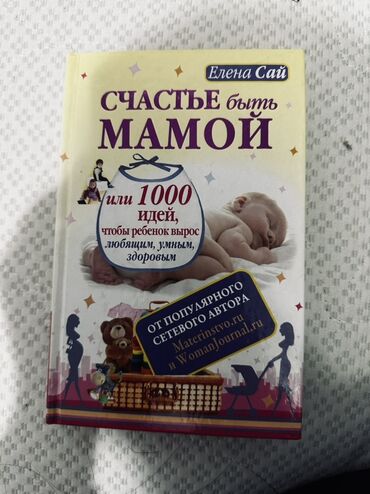 Елена Сай
СЧАСТЬЕ быть
МАМОЙ
или 1000
идей,
чтобы ребенок вырос
любящим, умным,
здоровым
ОТ ПОПУЛЯРНОГО
СЕТЕВОГО АВТОРА
Materinstvo.ru
и WomanJournal.ru